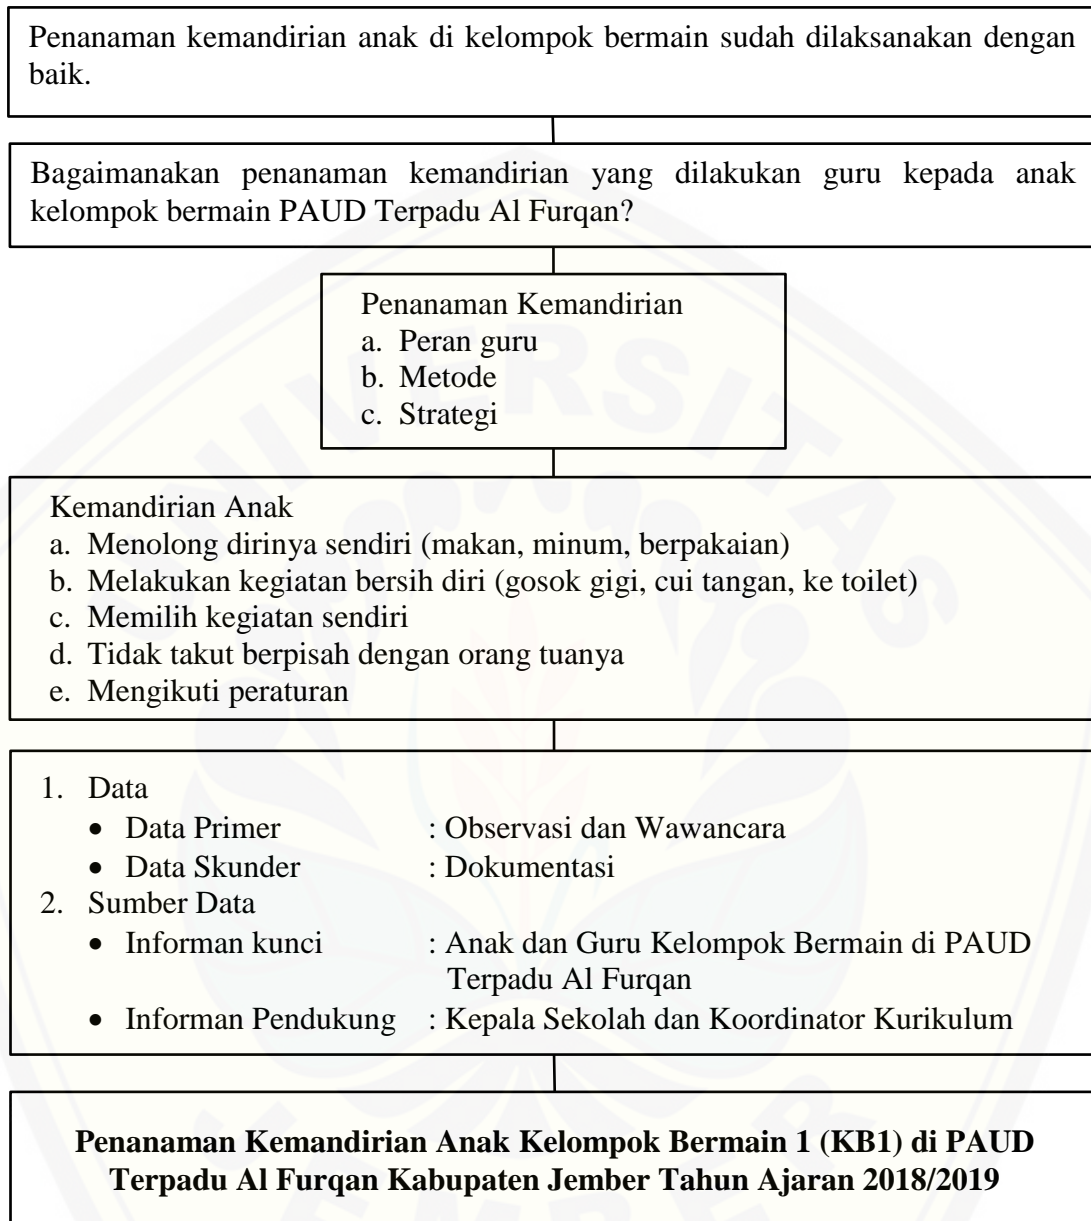 Penanaman kemandirian anak di kelompok bermain sudah dilaksanakan dengan
baik.
Bagaimanakan penanaman kemandirian yang dilakukan guru kepada anak
kelompok bermain PAUD Terpadu Al Furqan?
Penanaman Kemandirian
a. Peran guru
b. Metode
c. Strategi
Kemandirian Anak
a. Menolong dirinya sendiri (makan, minum, berpakaian)
b. Melakukan kegiatan bersih diri (gosok gigi, cui tangan, ke toilet)
c. Memilih kegiatan sendiri
d. Tidak takut berpisah dengan orang tuanya
e. Mengikuti peraturan
1. Data
• Data Primer : Observasi dan Wawancara
• Data Skunder : Dokumentasi
2. Sumber Data
• Informan kunci : Anak dan Guru Kelompok Bermain di PAUD
Terpadu Al Furqan
• Informan Pendukung : Kepala Sekolah dan Koordinator Kurikulum
Penanaman Kemandirian Anak Kelompok Bermain 1 (KB1) di PAUD
Terpadu Al Furqan Kabupaten Jember Tahun Ajaran 2018/2019
UNIVERSITAS
JEMBER